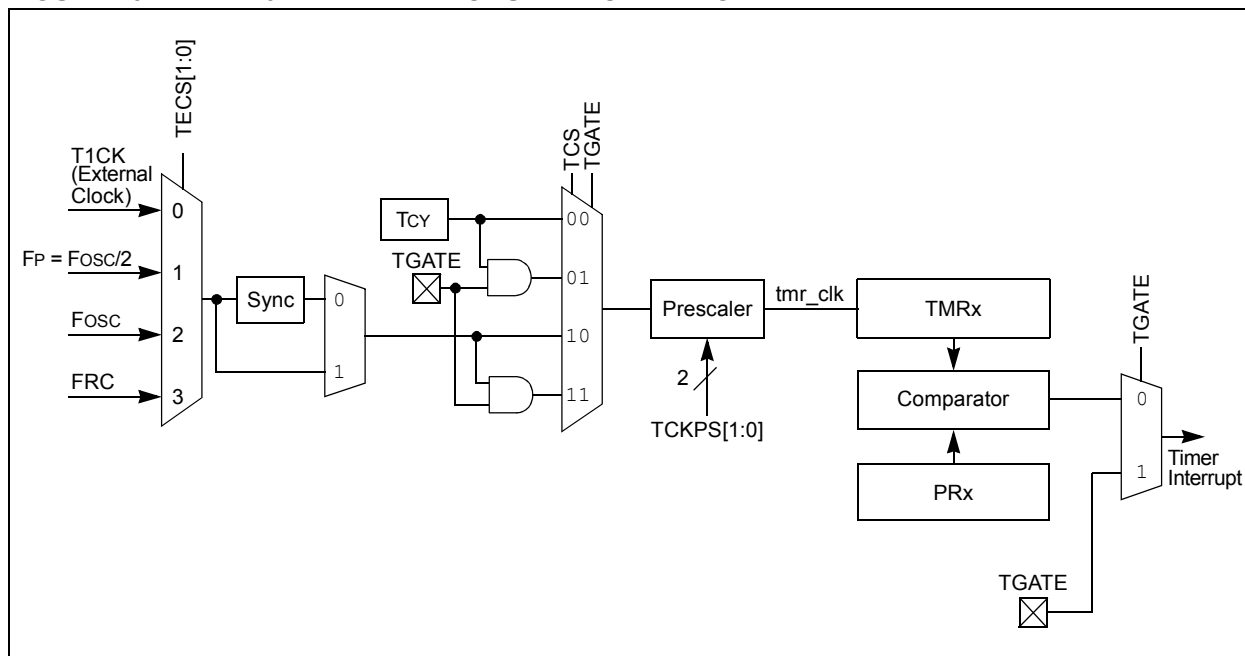 TECS[1:0]
T1CK
(External
Clock)
0
FP = FOSC/2
1
FOSC
2
FRC
3
Sync
0
1
TCY
TGATE
TCS
TGATE
00
01
10
11
Prescaler
2
TCKPS[1:0]
tmr_clk
TMRx
Comparator
PRx
TGATE
TGATE
0
1
Timer
Interrupt